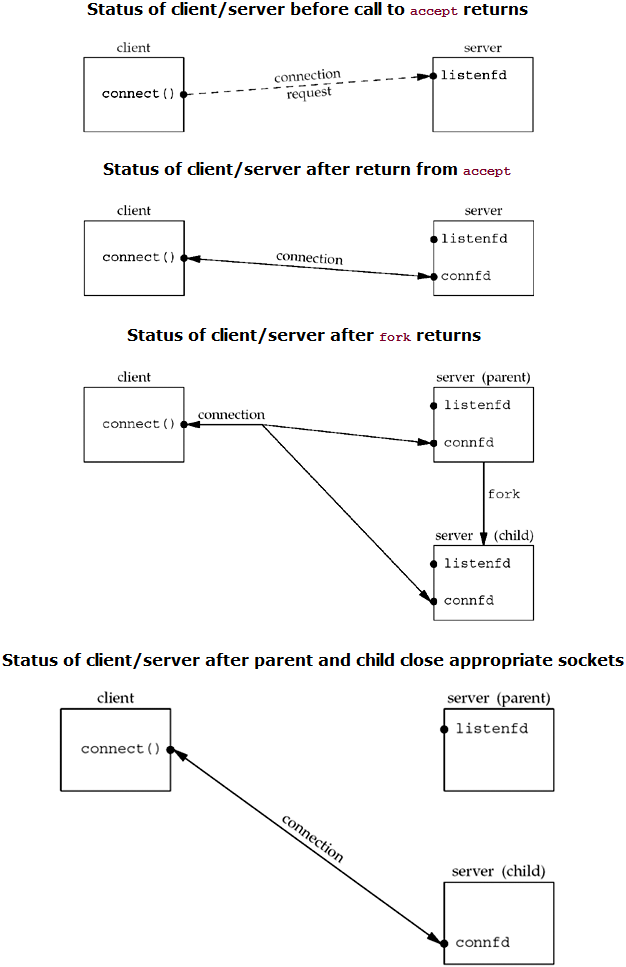 Status of client/server before call to accept returns
client
server
connect()
connection
request
listenfd
Status of client/server after return from accept
client
server
listenfd
connect()
connection
connfd
Status of client/server after fork returns
client
server (parent)
listenfd
connect()
connection
connfd
fork
server (child)
listenfd
connfd
Status of client/server after parent and child close appropriate sockets
client
server (parent)
listenfd
connect()
connection
server (child)
connfd